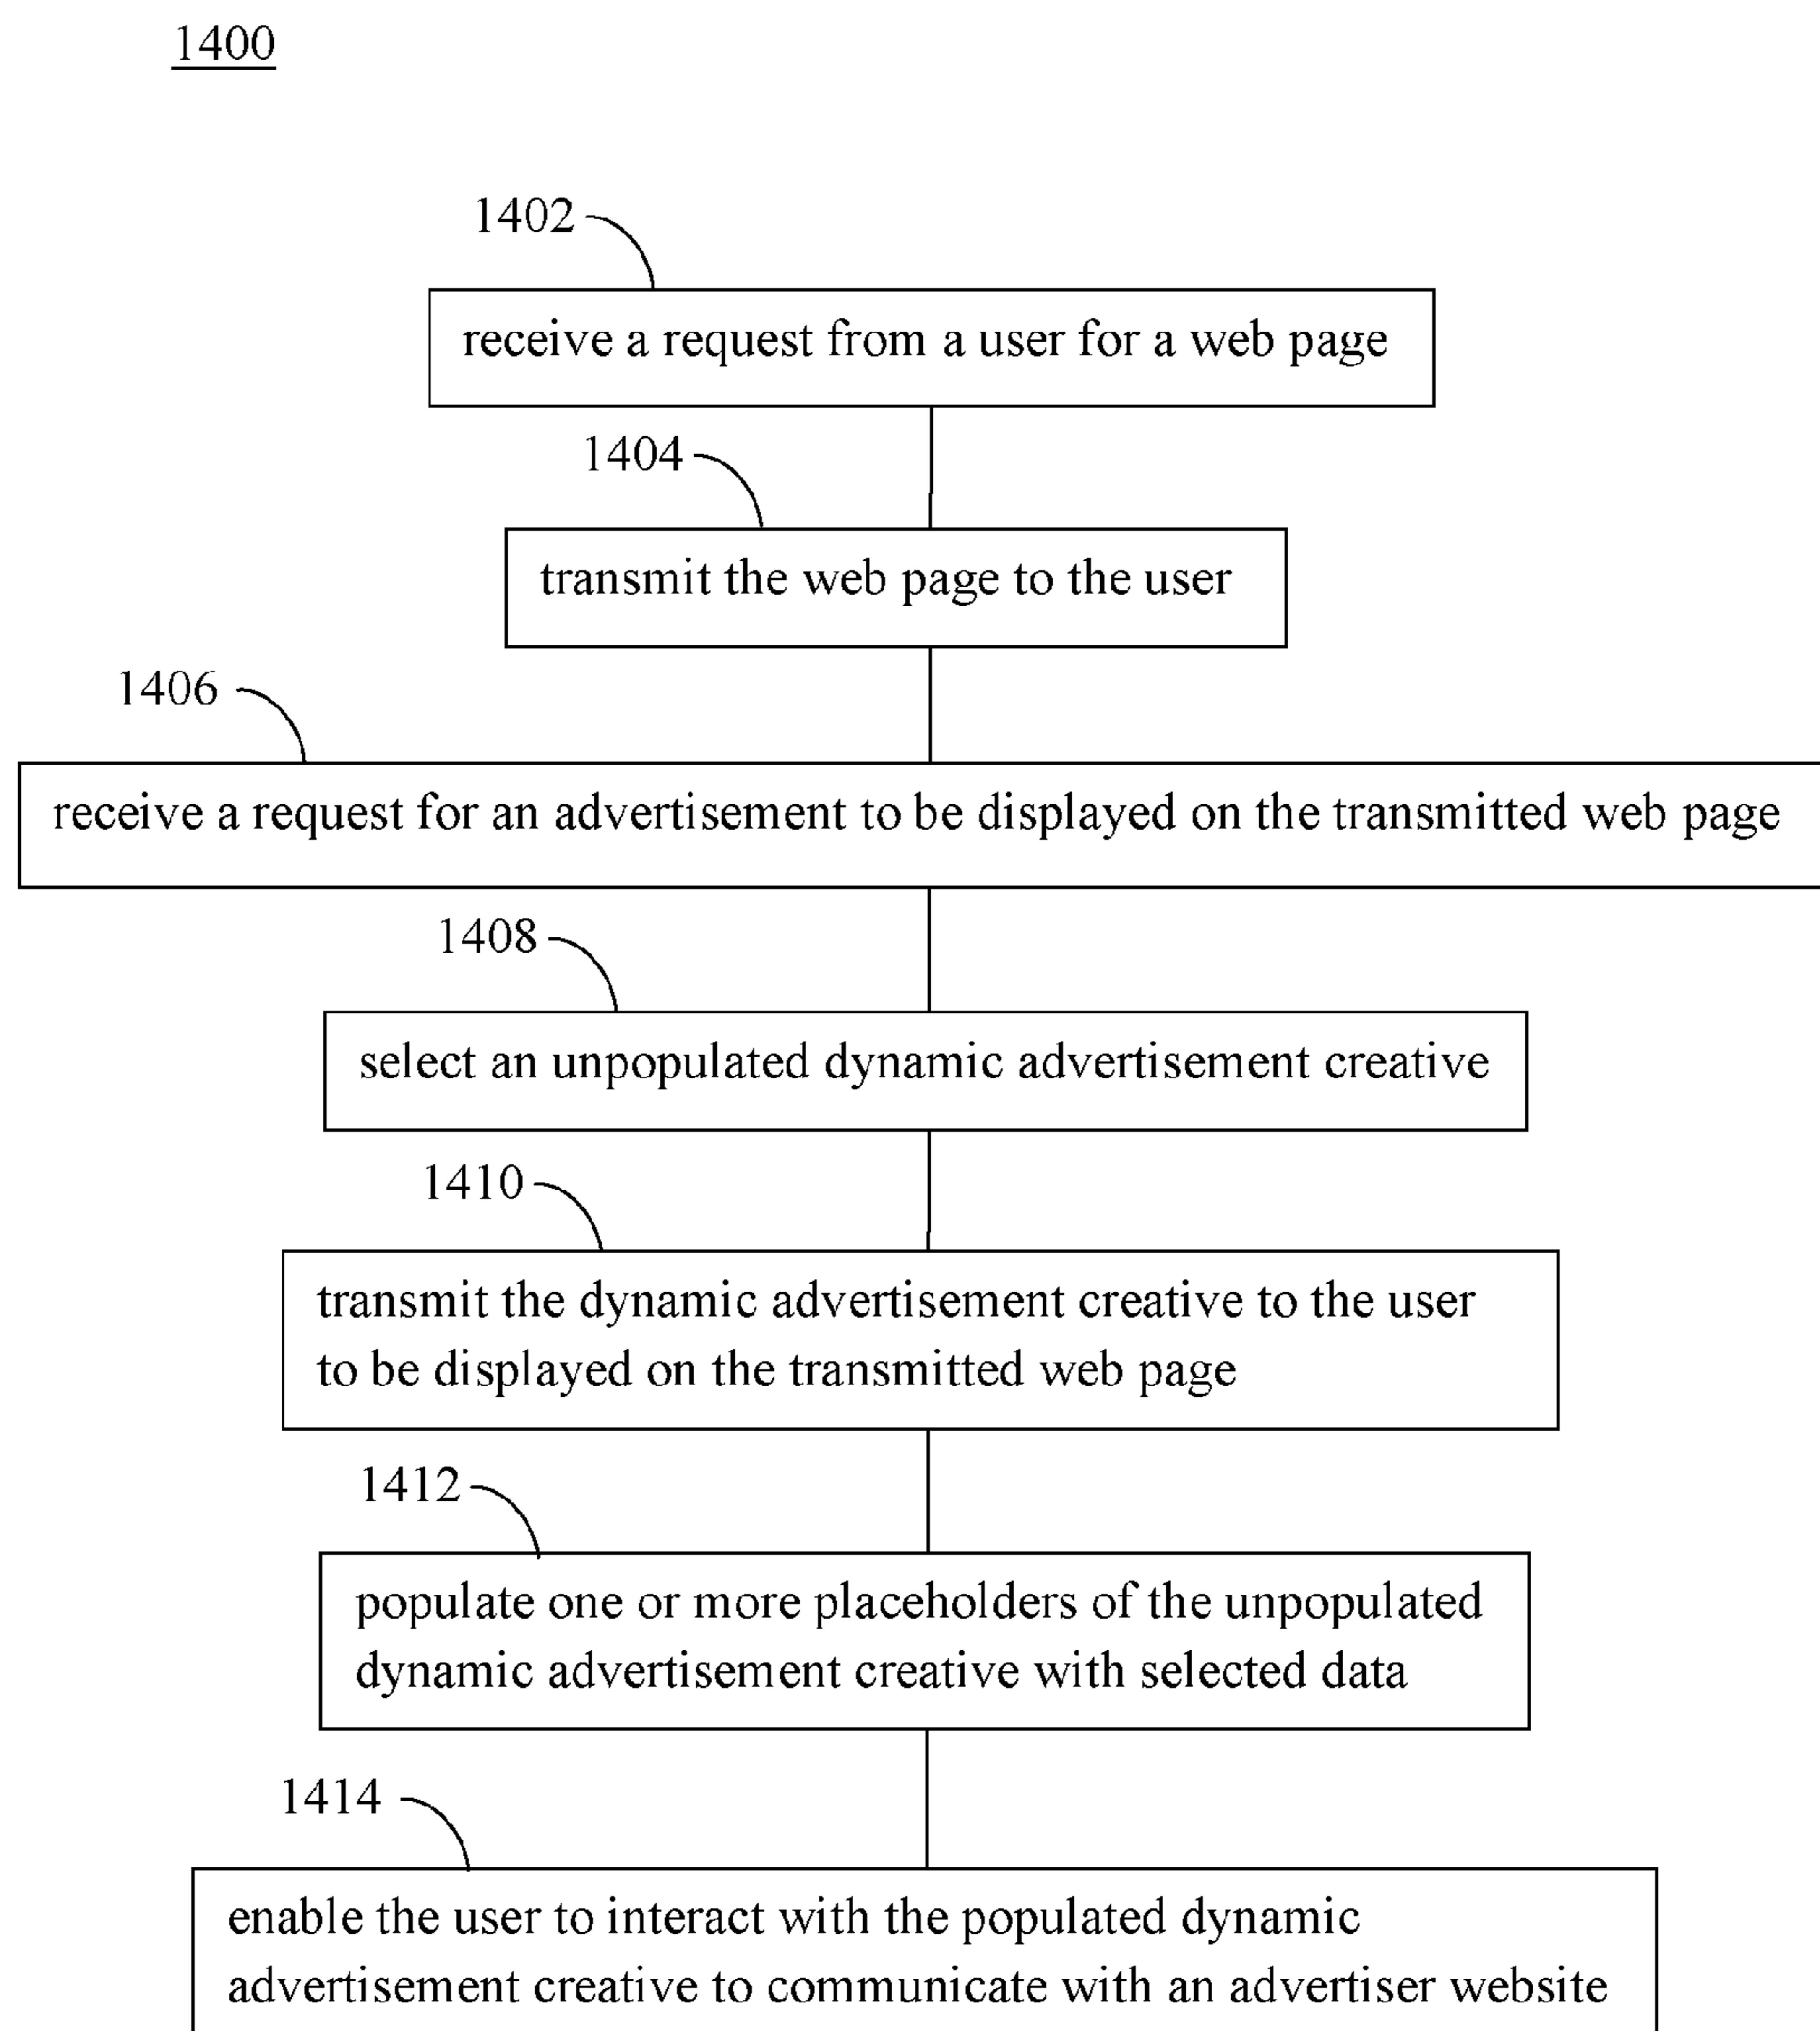 1400
1402
receive a request from a user for a web page
1404
transmit the web page to the user
1406
receive a request for an advertisement to be displayed on the transmitted web page
1408
select an unpopulated dynamic advertisement creative
1410
transmit the dynamic advertisement creative to the user
to be displayed on the transmitted web page
1412
populate one or more placeholders of the unpopulated
dynamic advertisement creative with selected data
1414
enable the user to interact with the populated dynamic
advertisement creative to communicate with an advertiser website